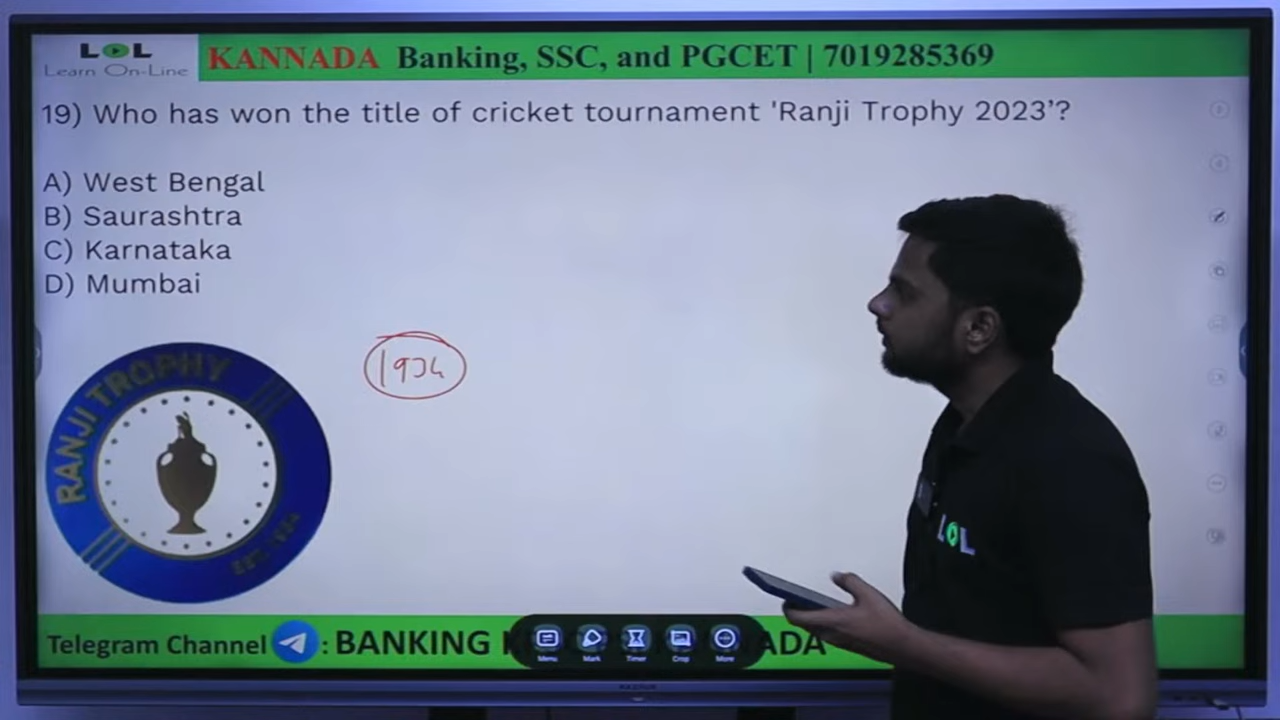 LOL
Learn On-Line
KANNADA Banking, SSC, and PGCET | 7019285369
19) Who has won the title of cricket tournament 'Ranji Trophy 2023'?
A) West Bengal
B) Saurashtra
C) Karnataka
D) Mumbai
1934
RANJI TROPHY
EST. 1934
LOL
Telegram Channel : BANKING
Menu Mark Timer Crop More